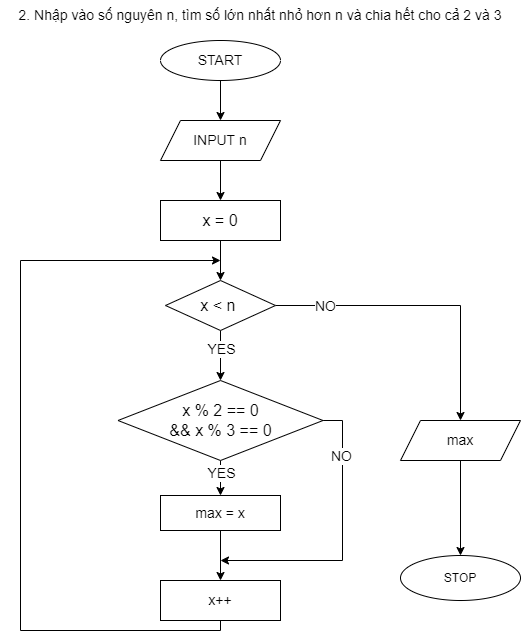 2. Nhập vào số nguyên n, tìm số lớn nhất nhỏ hơn n và chia hết cho cả 2 và 3
START
INPUT n
x = 0
x < n
NO
YES
x % 2 == 0
&& x % 3 == 0
max
NO
YES
max = x
STOP
x++